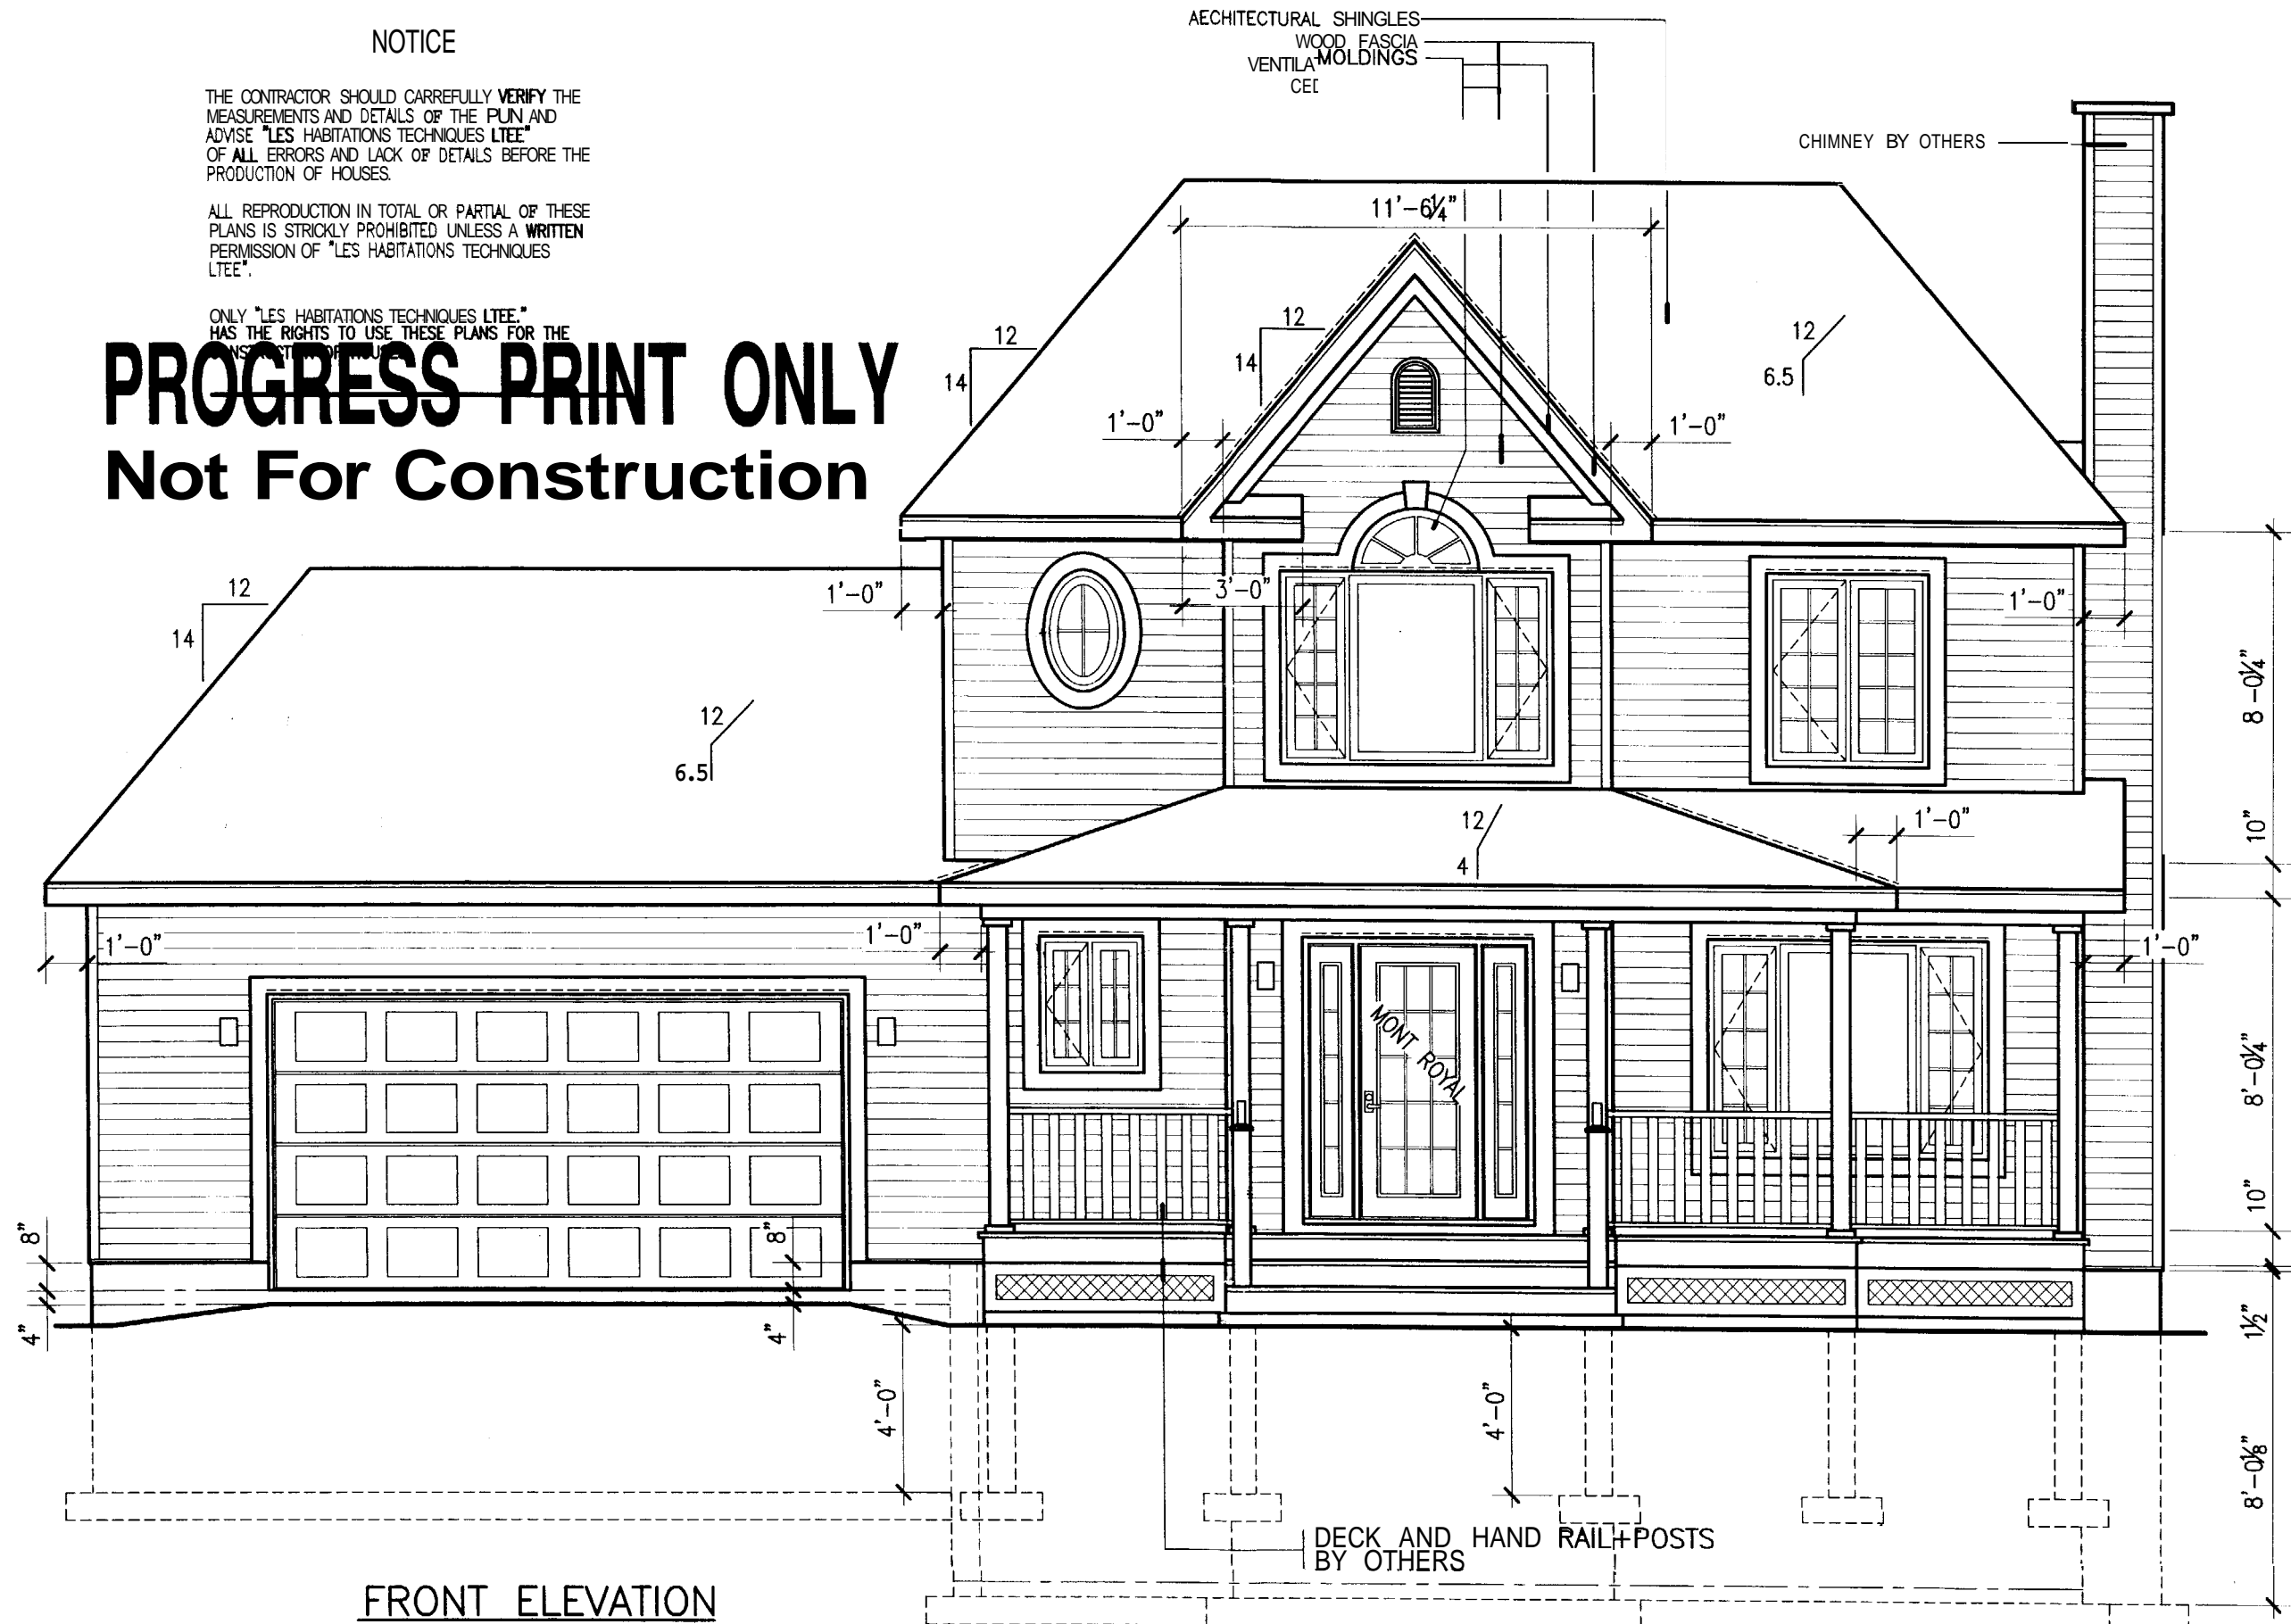 NOTICE
THE CONTRACTOR SHOULD CARREFULLY VERIFY THE
MEASUREMENTS AND DETAILS OF THE PUN AND
ADVISE "LES HABITATIONS TECHNIQUES LTEE"
OF ALL ERRORS AND LACK OF DETAILS BEFORE THE
PRODUCTION OF HOUSES.
ALL REPRODUCTION IN TOTAL OR PARTIAL OF THESE
PLANS IS STRICKLY PROHIBITED UNLESS A WRITTEN
PERMISSION OF "LES HABITATIONS TECHNIQUES
LTEE".
ONLY "LES HABITATIONS TECHNIQUES LTEE."
HAS THE RIGHTS TO USE THESE PLANS FOR THE
PROGRESS PRINT ONLY
Not For Construction
AECHITECTURAL SHINGLES
WOOD FASCIA
MOLDINGS
VENTILA
CHIMNEY BY OTHERS
11'-6¼"
12
14
12
14
12
6.5
1'-0"
1'-0"
12
14
1'-0"
3'-0"
1'-0"
12
6.5
8'-0¼"
12
4
1'-0"
10"
1'-0"
1'-0"
1'-0"
MONT ROYAL
8'-0¼"
10"
8"
8"
4"
4"
1½"
4'-0"
4'-0"
8'-0⅛"
DECK AND HAND RAIL+POSTS
BY OTHERS
FRONT ELEVATION